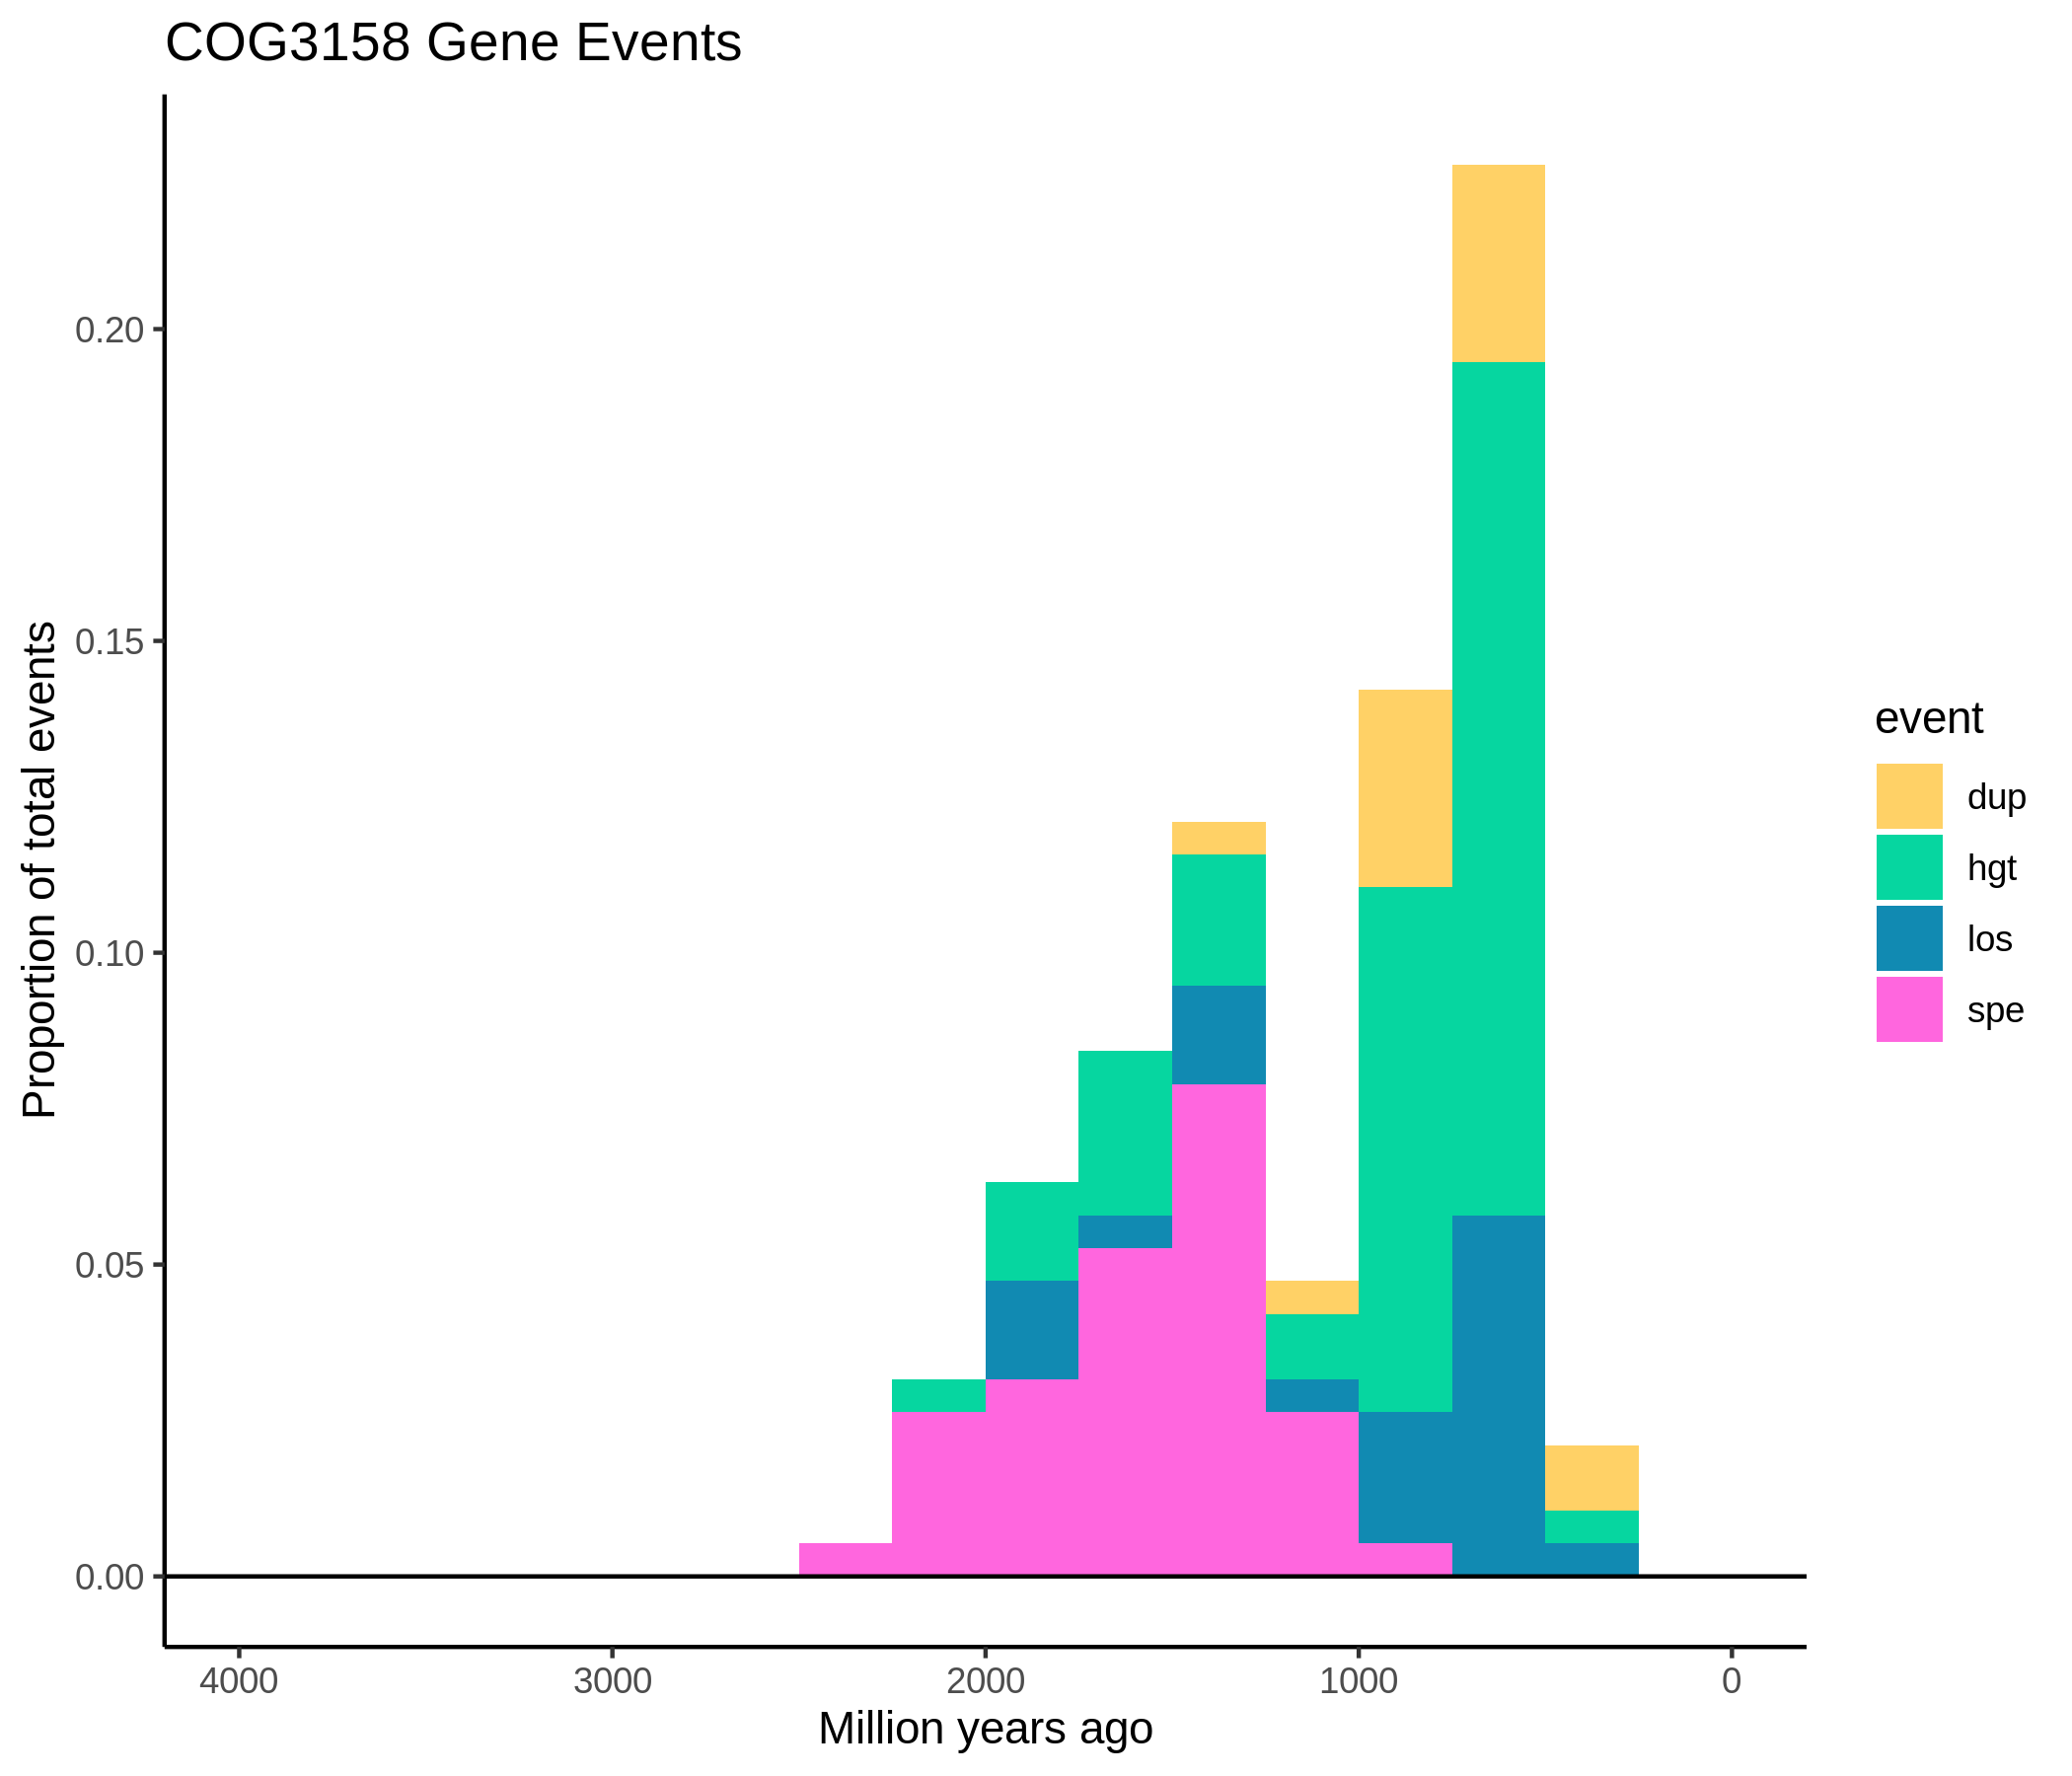 COG3158 Gene Events
Proportion of total events
0.20
0.15
0.10
0.05
0.00
4000 3000 2000 1000 0
Million years ago
event
dup
hgt
los
spe